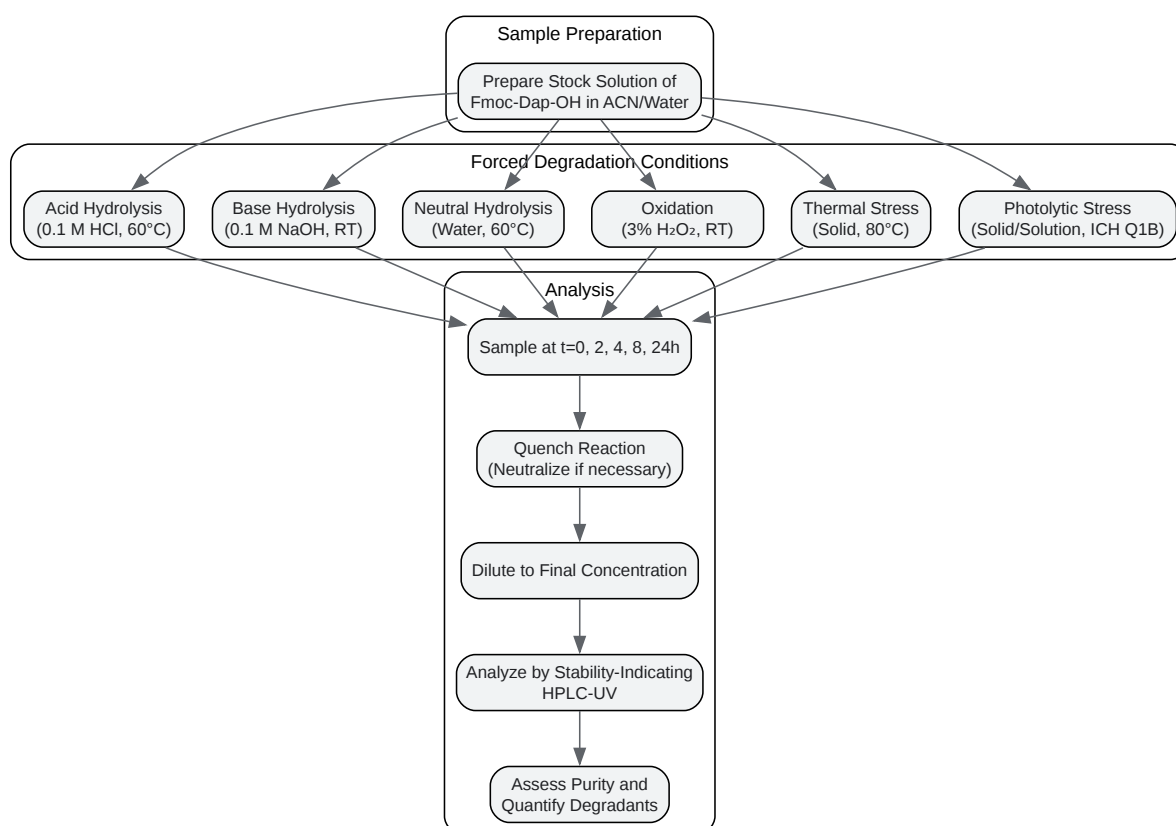 Sample Preparation
Prepare Stock Solution of
Fmoc-Dap-OH in ACN/Water
Forced Degradation Conditions
Acid Hydrolysis
(0.1 M HCl, 60°C)
Base Hydrolysis
(0.1 M NaOH, RT)
Neutral Hydrolysis
(Water, 60°C)
Oxidation
(3% H₂O₂, RT)
Thermal Stress
(Solid, 80°C)
Photolytic Stress
(Solid/Solution, ICH Q1B)
Analysis
Sample at t=0, 2, 4, 8, 24h
Quench Reaction
(Neutralize if necessary)
Dilute to Final Concentration
Analyze by Stability-Indicating
HPLC-UV
Assess Purity and
Quantify Degradants